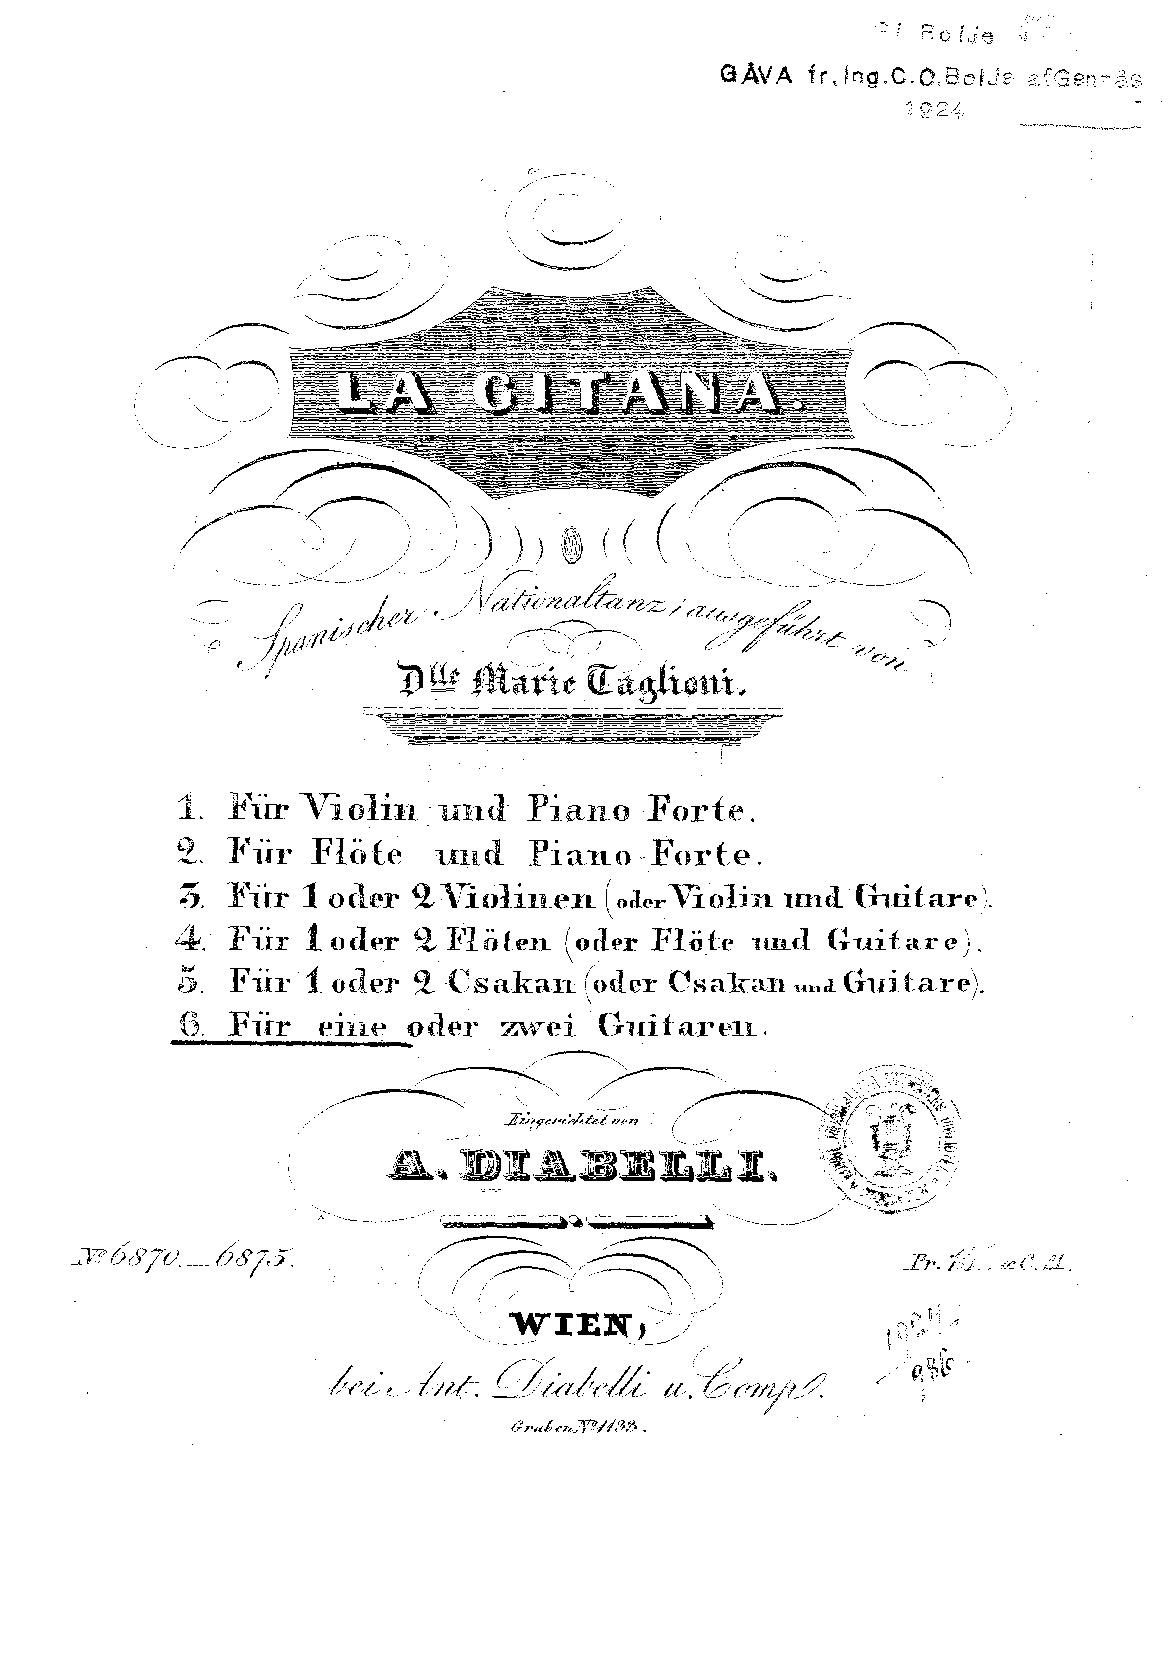 Bolje
GÅVA fr. Ing. C. O. Bolje af Gennäs
1924
LA GITANA.
Spanischer Nationaltanz; ausgeführt von
Dlle Marie Taglioni.
1. Für Violin und Piano Forte.
2. Für Flöte und Piano-Forte.
3. Für 1 oder 2 Violinen (oder Violin und Guitare).
4. Für 1 oder 2 Flöten (oder Flöte und Guitare).
5. Für 1 oder 2 Csakan (oder Csakan und Guitare).
6. Für eine oder zwei Guitaren.
Eingerichtet von
A. DIABELLI.
No 6870. — 6875.
Pr. C. M.
WIEN,
1924
986
bei Ant. Diabelli u. Comp.
Graben No 1133.